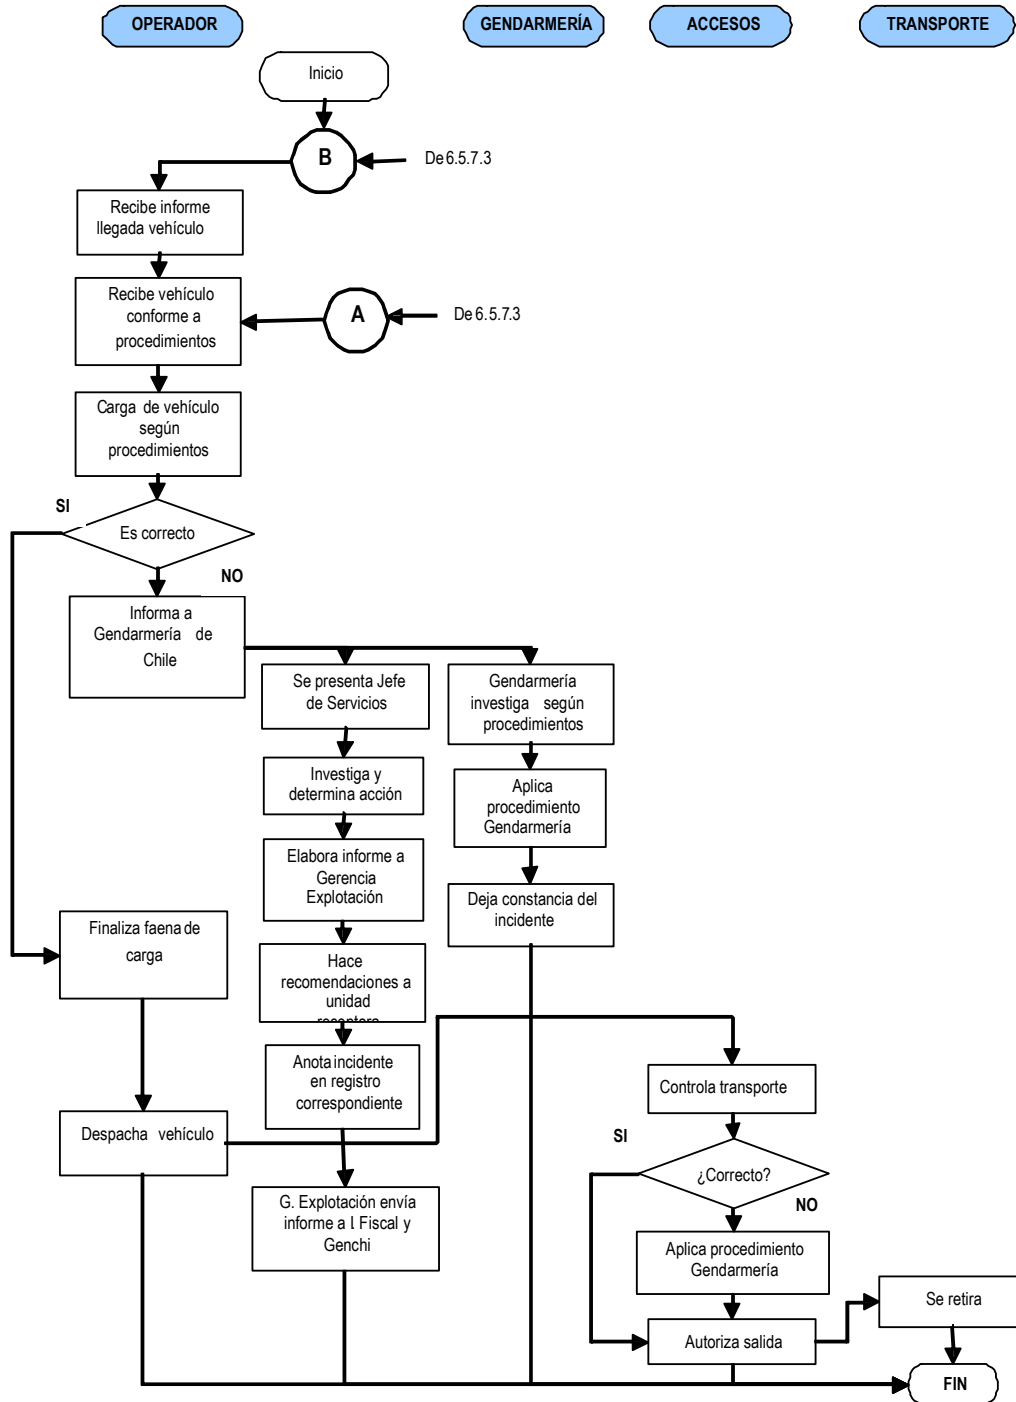 OPERADOR
GENDARMERÍA
ACCESOS
TRANSPORTE
Inicio
B
De 6.5.7.3
Recibe informe
llegada vehículo
Recibe vehículo
conforme a
procedimientos
A
De 6.5.7.3
Carga de vehículo
según
procedimientos
SI
Es correcto
NO
Informa a
Gendarmería de
Chile
Se presenta Jefe
de Servicios
Gendarmería
investiga según
procedimientos
Investiga y
determina acción
Aplica
procedimiento
Gendarmería
Elabora informe a
Gerencia
Explotación
Deja constancia del
incidente
Finaliza faena de
carga
Hace
recomendaciones a
unidad
receptora
Anota incidente
en registro
correspondiente
Controla transporte
Despacha vehículo
SI
¿Correcto?
NO
G. Explotación envía
informe a I. Fiscal y
Genchi
Aplica procedimiento
Gendarmería
Se retira
Autoriza salida
FIN